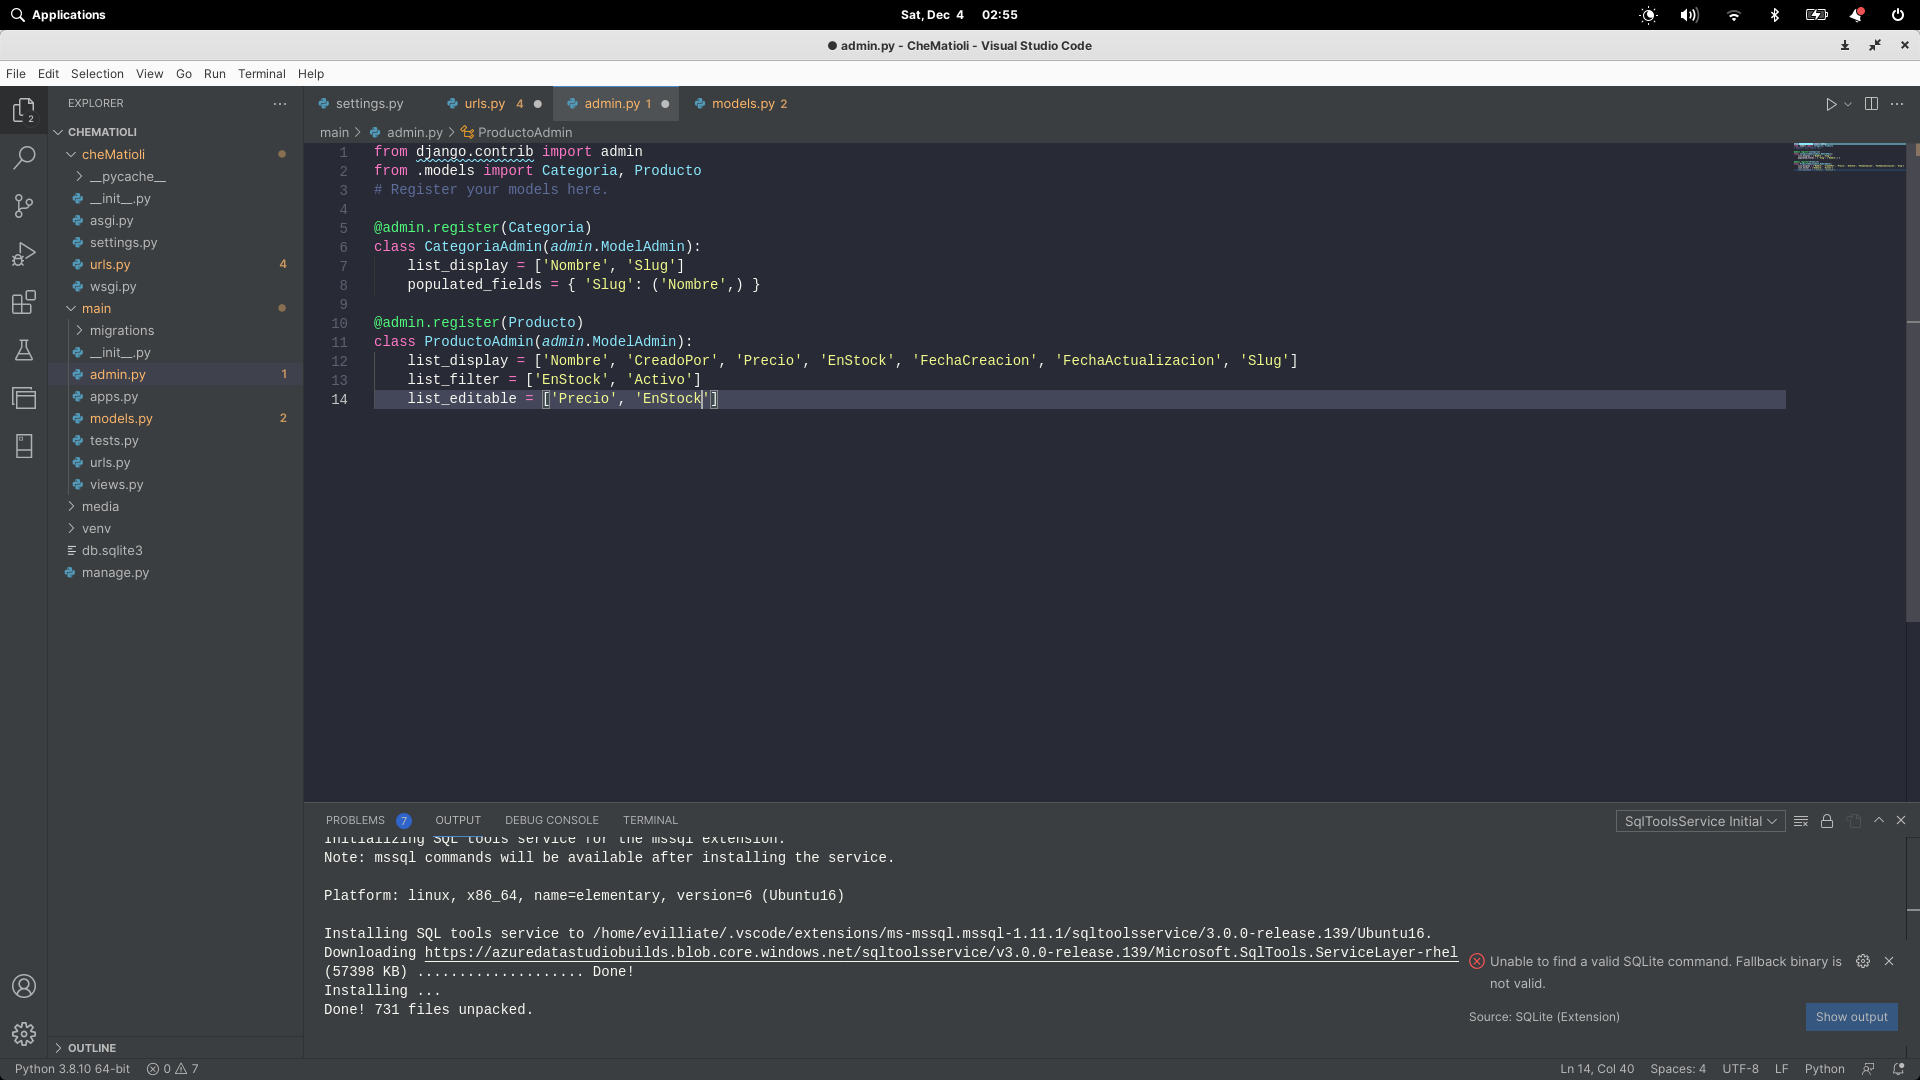 Applications
Sat, Dec 4 02:55
● admin.py - CheMatioli - Visual Studio Code
File Edit Selection View Go Run Terminal Help
2
EXPLORER
CHEMATIOLI
cheMatioli
__pycache__
__init__.py
asgi.py
settings.py
urls.py 4
wsgi.py
main
migrations
__init__.py
admin.py 1
apps.py
models.py 2
tests.py
urls.py
views.py
media
venv
db.sqlite3
manage.py
OUTLINE
settings.py urls.py 4 admin.py 1 models.py 2
main > admin.py > ProductoAdmin
1 from django.contrib import admin
2 from .models import Categoria, Producto
3 # Register your models here.
4
5 @admin.register(Categoria)
6 class CategoriaAdmin(admin.ModelAdmin):
7     list_display = ['Nombre', 'Slug']
8     populated_fields = { 'Slug': ('Nombre',) }
9
10 @admin.register(Producto)
11 class ProductoAdmin(admin.ModelAdmin):
12     list_display = ['Nombre', 'CreadoPor', 'Precio', 'EnStock', 'FechaCreacion', 'FechaActualizacion', 'Slug']
13     list_filter = ['EnStock', 'Activo']
14     list_editable = ['Precio', 'EnStock']
PROBLEMS 7 OUTPUT DEBUG CONSOLE TERMINAL
SqlToolsService Initial
Initializing SQL tools service for the mssql extension.
Note: mssql commands will be available after installing the service.
Platform: linux, x86_64, name=elementary, version=6 (Ubuntu16)
Installing SQL tools service to /home/evilliate/.vscode/extensions/ms-mssql.mssql-1.11.1/sqltoolsservice/3.0.0-release.139/Ubuntu16.
Downloading https://azuredatastudiobuilds.blob.core.windows.net/sqltoolsservice/v3.0.0-release.139/Microsoft.SqlTools.ServiceLayer-rhel
(57398 KB) .................... Done!
Installing ...
Done! 731 files unpacked.
Unable to find a valid SQLite command. Fallback binary is
not valid.
Source: SQLite (Extension)
Show output
Python 3.8.10 64-bit 0 7
Ln 14, Col 40 Spaces: 4 UTF-8 LF Python